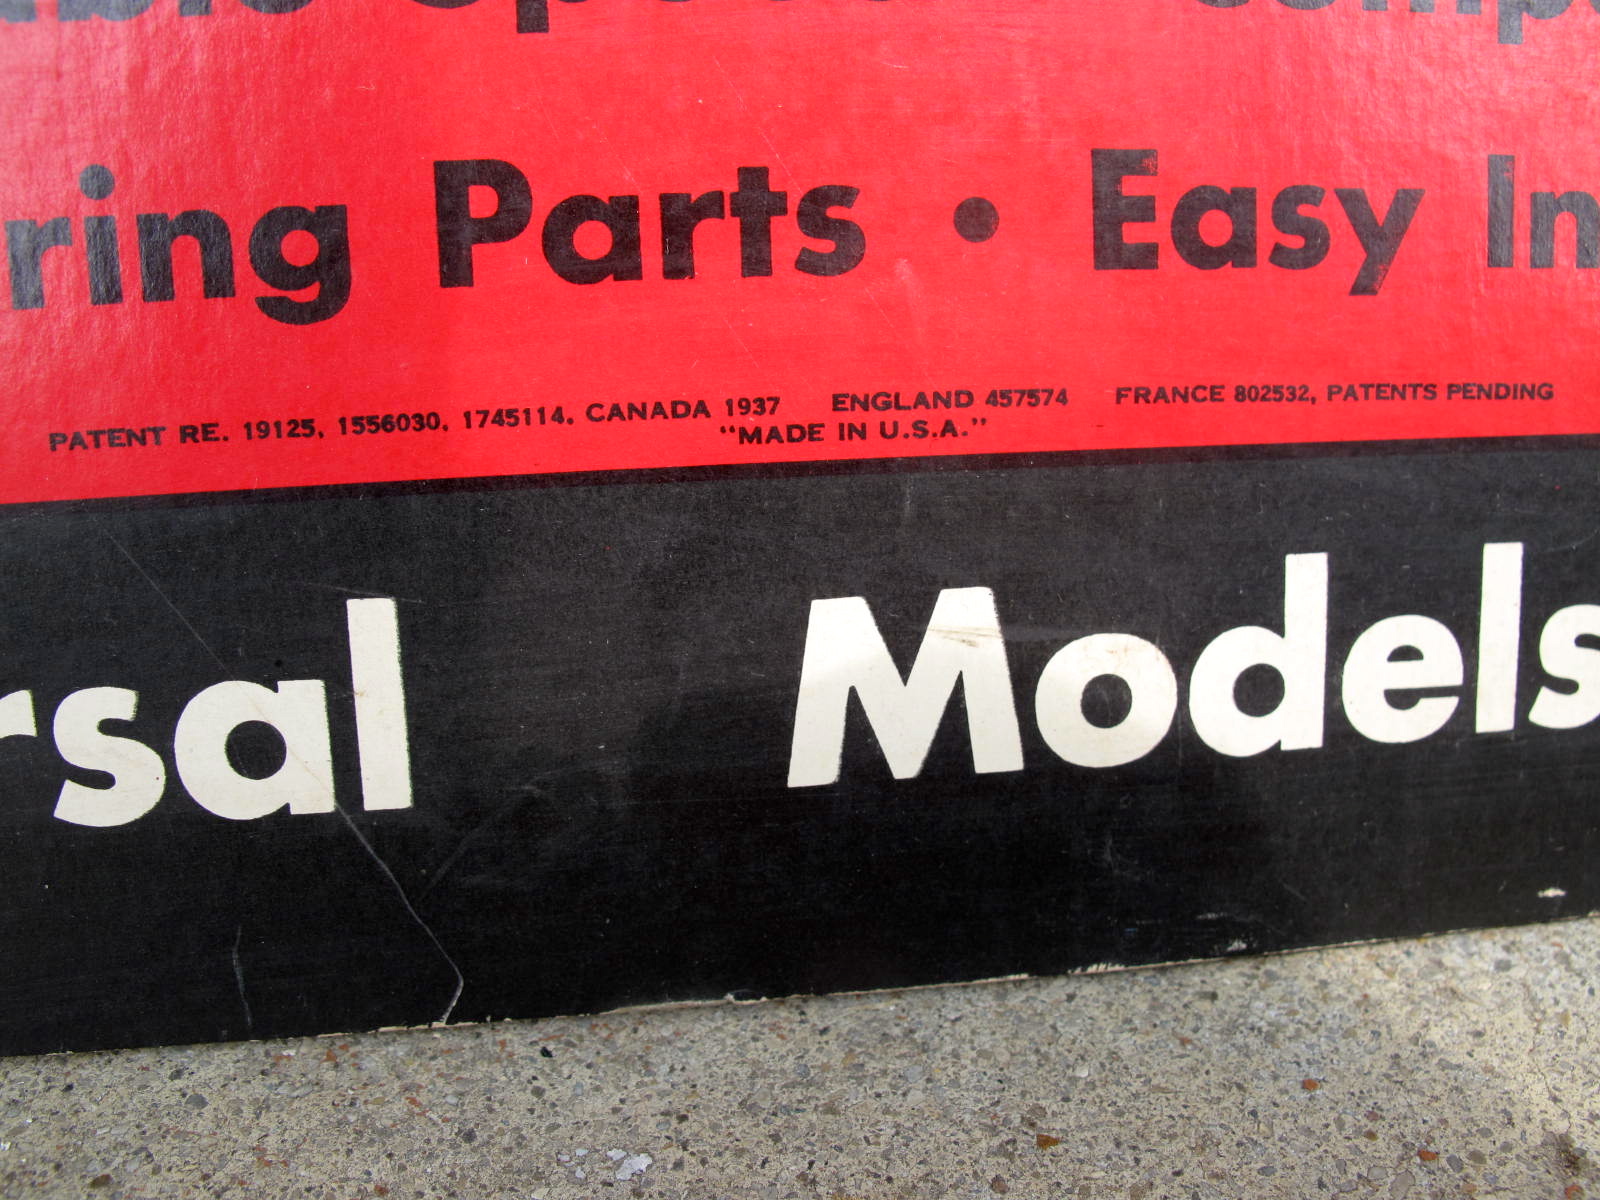 ring Parts • Easy In
PATENT RE. 19125, 1556030, 1745114, CANADA 1937 ENGLAND 457574 FRANCE 802532, PATENTS PENDING
"MADE IN U.S.A."
rsal Models